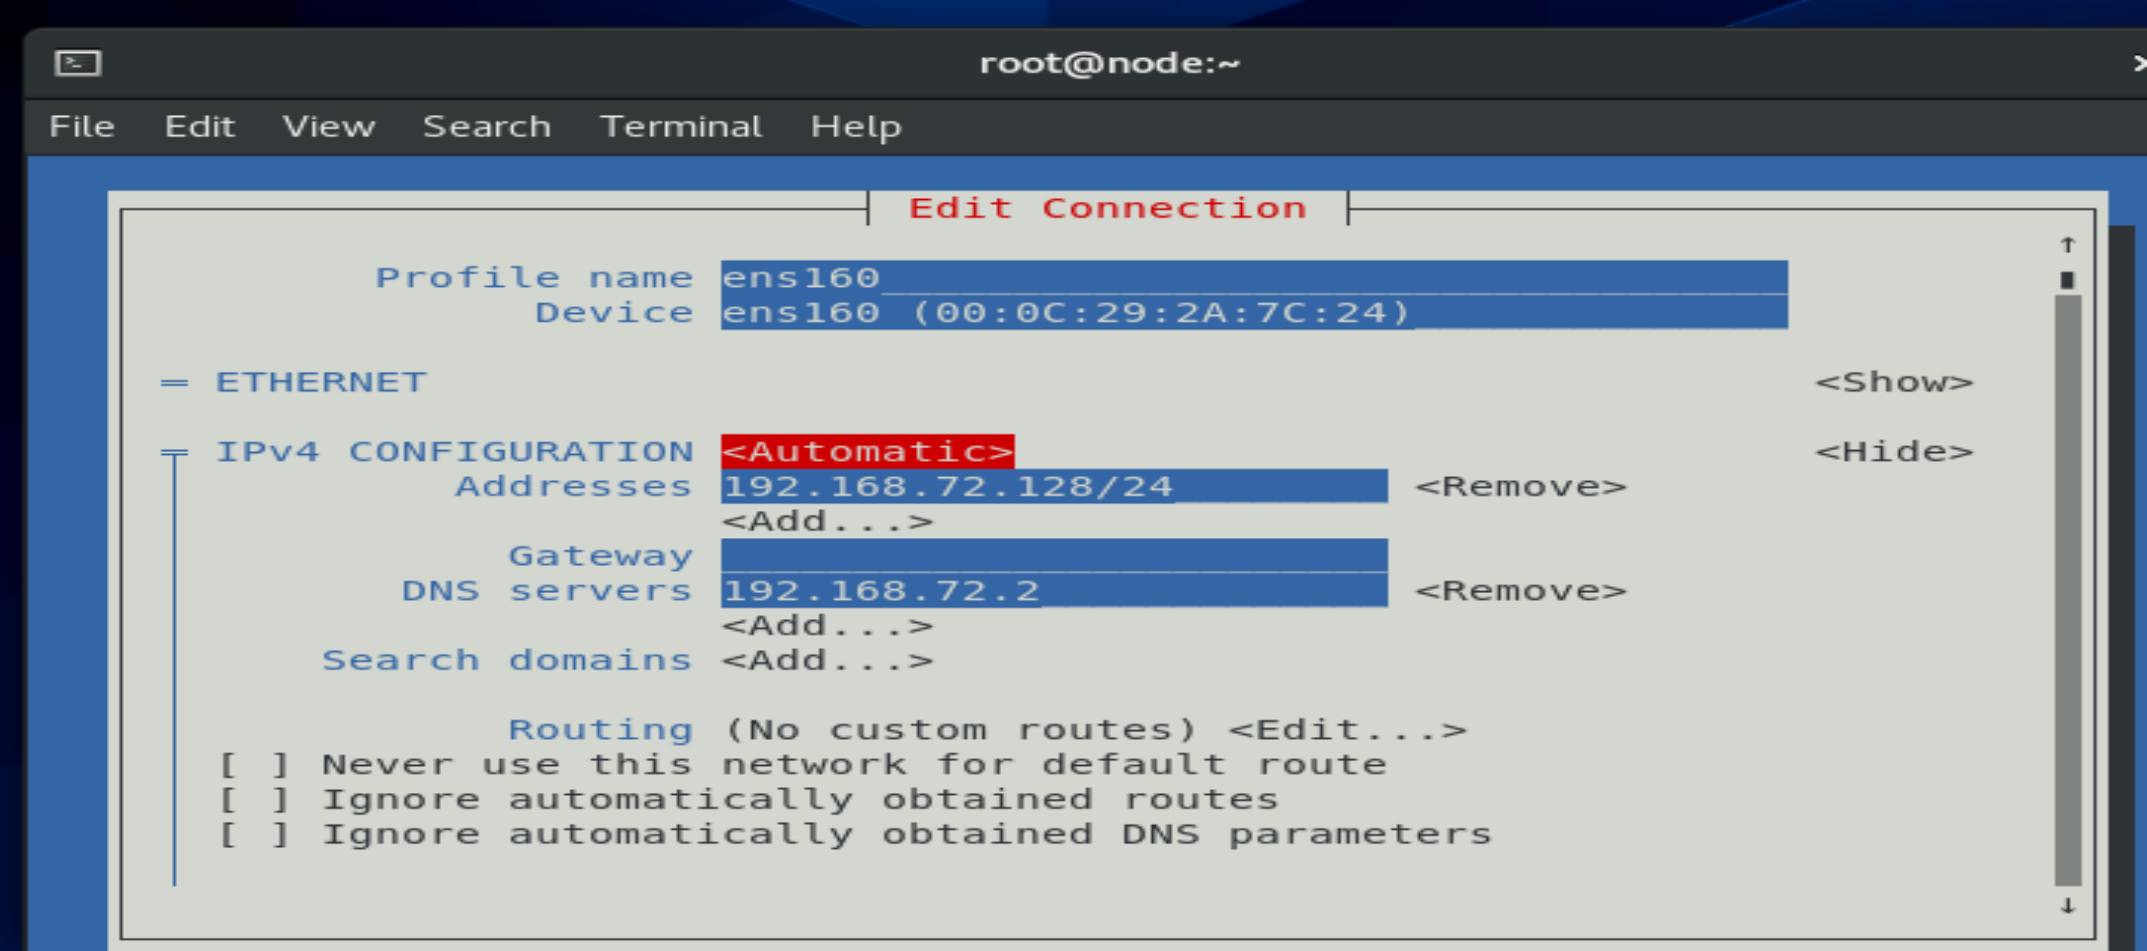 root@node:~
File Edit View Search Terminal Help
Edit Connection
Profile name ens160
Device ens160 (00:0C:29:2A:7C:24)
ETHERNET <Show>
IPv4 CONFIGURATION <Automatic> <Hide>
Addresses 192.168.72.128/24 <Remove>
<Add...>
Gateway
DNS servers 192.168.72.2 <Remove>
<Add...>
Search domains <Add...>
Routing (No custom routes) <Edit...>
[ ] Never use this network for default route
[ ] Ignore automatically obtained routes
[ ] Ignore automatically obtained DNS parameters